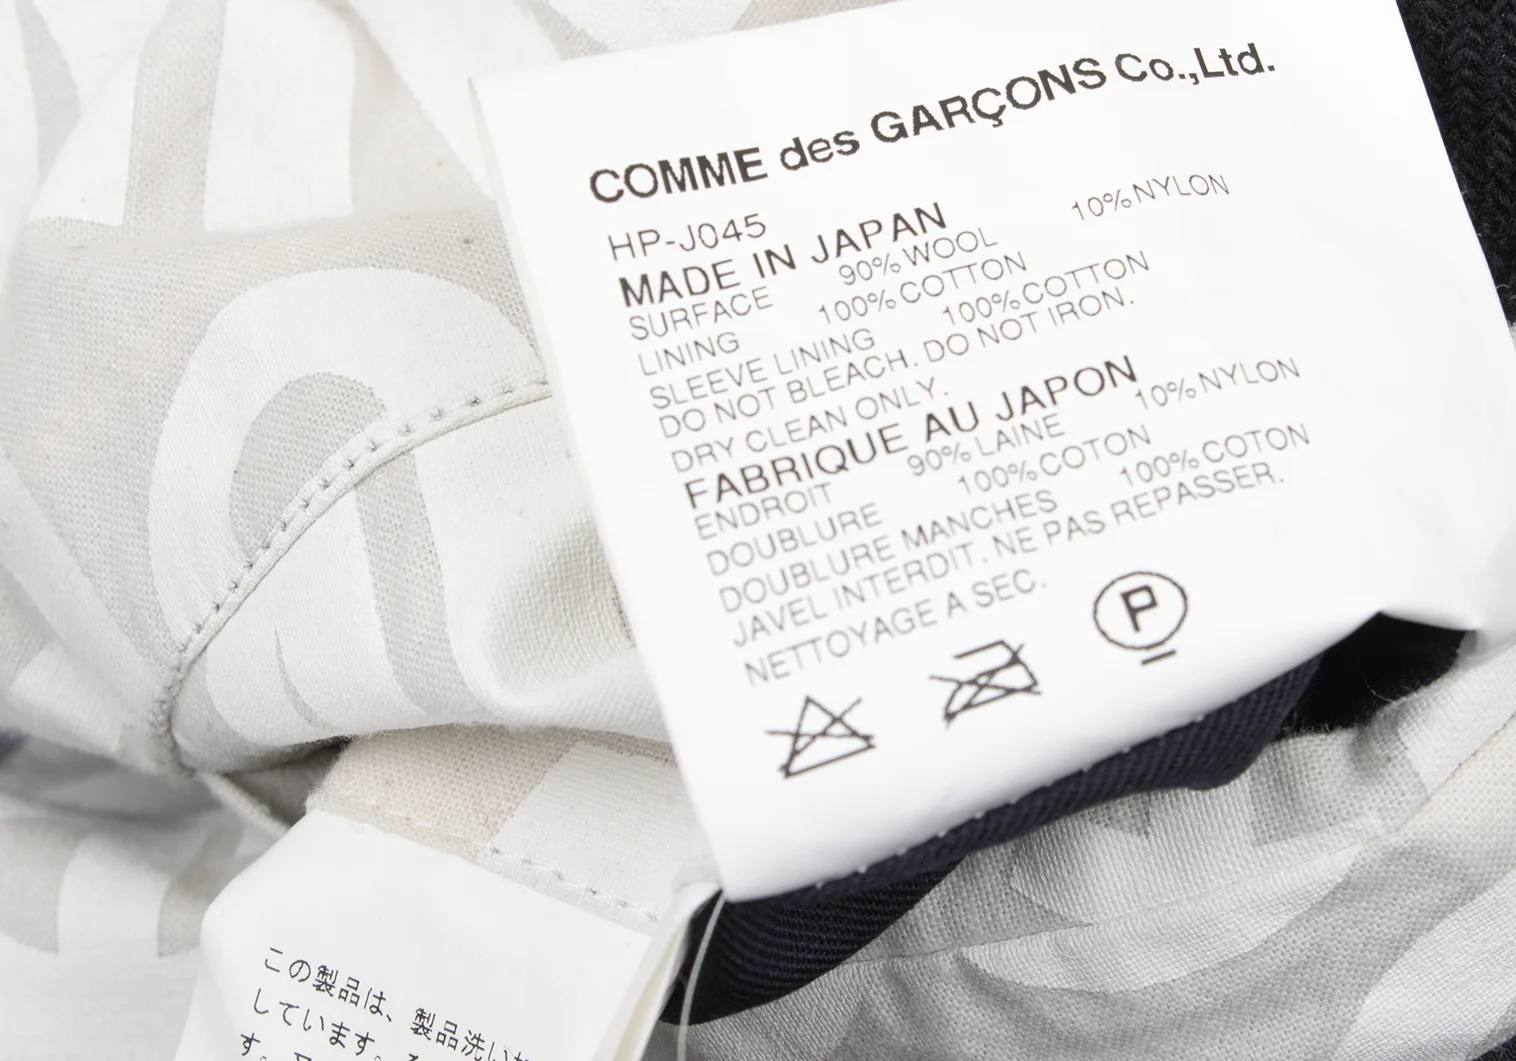 COMME des GARÇONS Co.,Ltd.
HP-J045
MADE IN JAPAN
SURFACE 90% WOOL 10% NYLON
LINING 100% COTTON
SLEEVE LINING 100% COTTON
DO NOT BLEACH. DO NOT IRON.
DRY CLEAN ONLY.
FABRIQUE AU JAPON
ENDROIT 90% LAINE 10% NYLON
DOUBLURE 100% COTON
DOUBLURE MANCHES 100% COTON
JAVEL INTERDIT. NE PAS REPASSER.
NETTOYAGE A SEC.
P
この製品は、製品洗い
しています。
す。